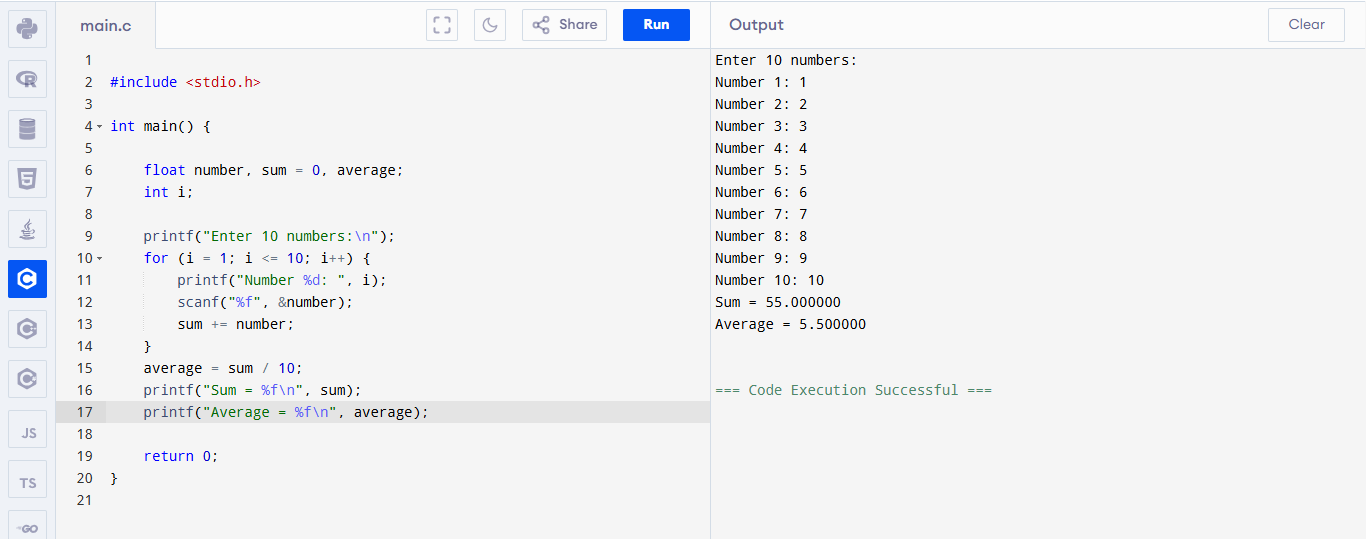 main.c
Share
Run
Output
Clear
1
2 #include <stdio.h>
3
4 int main() {
5
6     float number, sum = 0, average;
7     int i;
8
9     printf("Enter 10 numbers:\n");
10     for (i = 1; i <= 10; i++) {
11         printf("Number %d: ", i);
12         scanf("%f", &number);
13         sum += number;
14     }
15     average = sum / 10;
16     printf("Sum = %f\n", sum);
17     printf("Average = %f\n", average);
18
19     return 0;
20 }
21
Enter 10 numbers:
Number 1: 1
Number 2: 2
Number 3: 3
Number 4: 4
Number 5: 5
Number 6: 6
Number 7: 7
Number 8: 8
Number 9: 9
Number 10: 10
Sum = 55.000000
Average = 5.500000
=== Code Execution Successful ===
R
5
C
C
C
JS
TS
GO